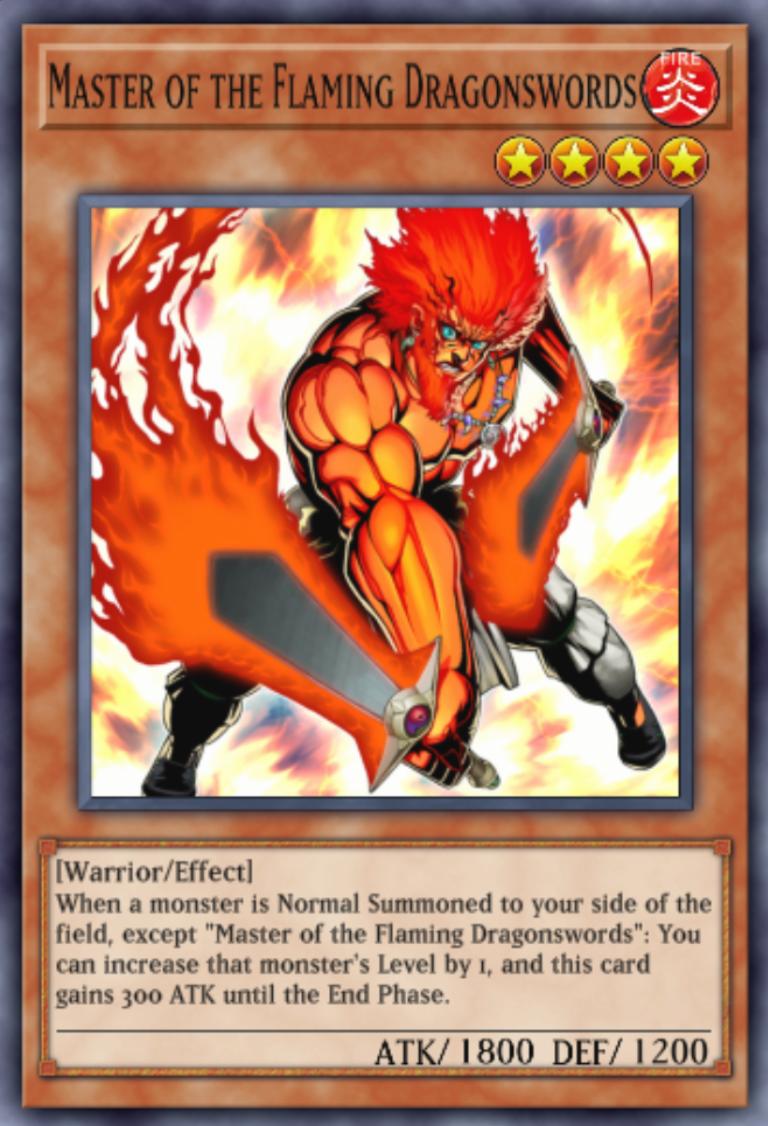 Master of the Flaming Dragonswords
FIRE
炎
[Warrior/Effect]
When a monster is Normal Summoned to your side of the
field, except "Master of the Flaming Dragonswords": You
can increase that monster's Level by 1, and this card
gains 300 ATK until the End Phase.
ATK/ 1800 DEF/ 1200